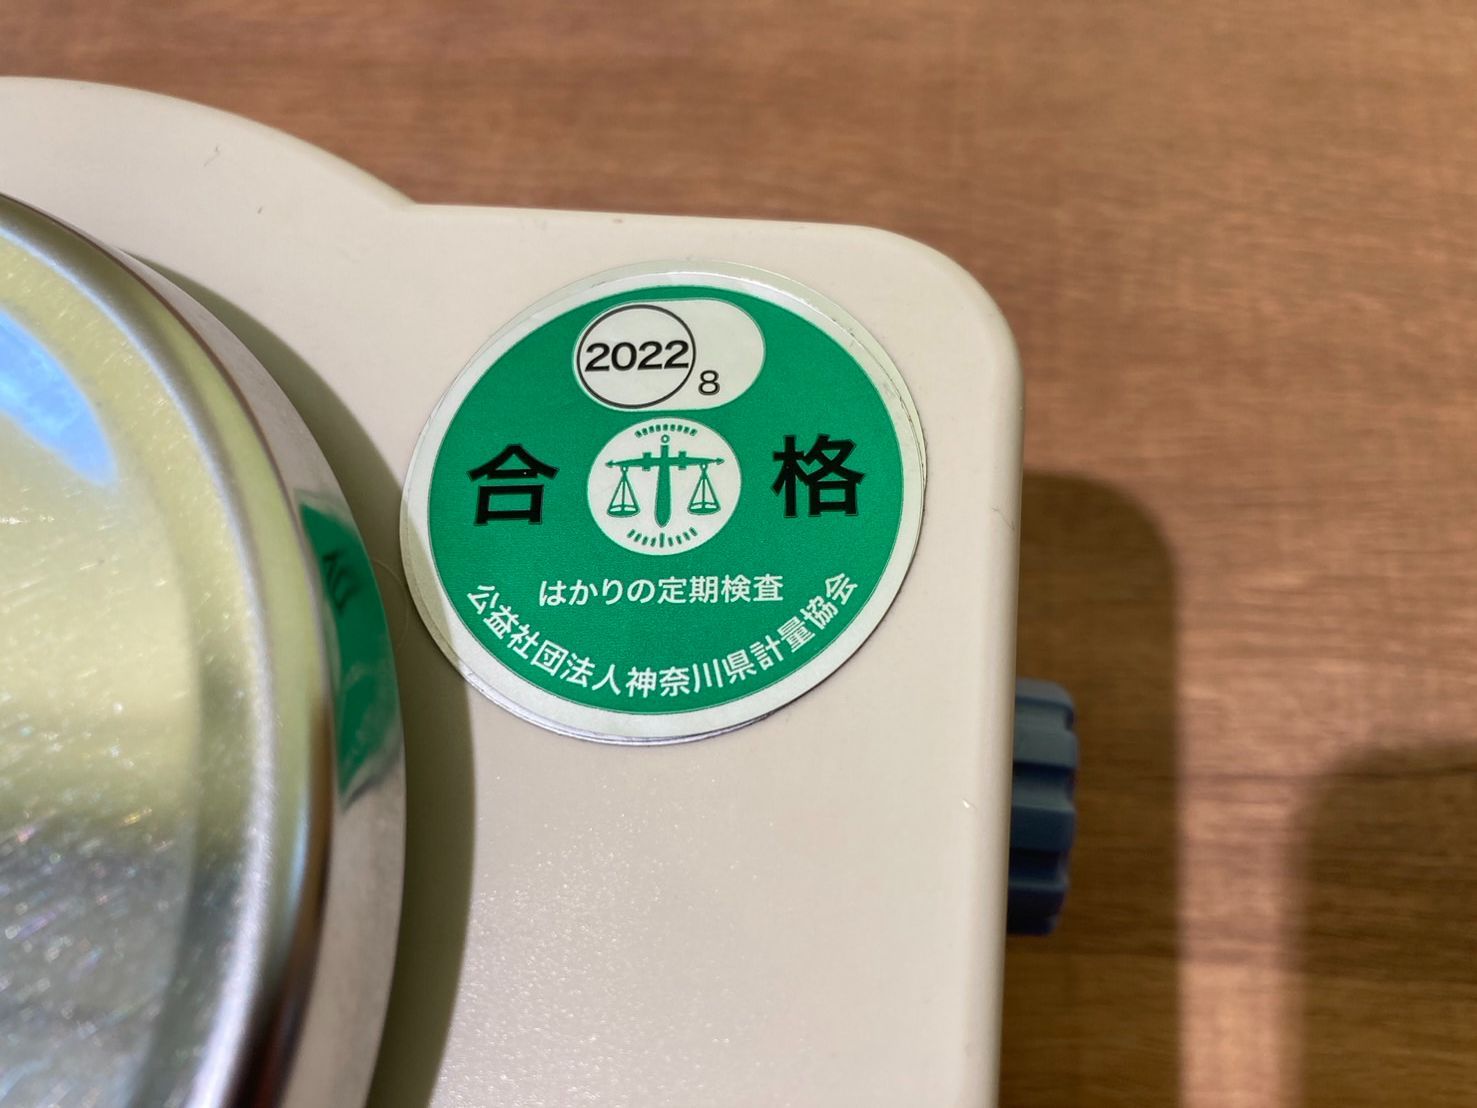 2022 8
合格
はかりの定期検査
公益社団法人神奈川県計量協会